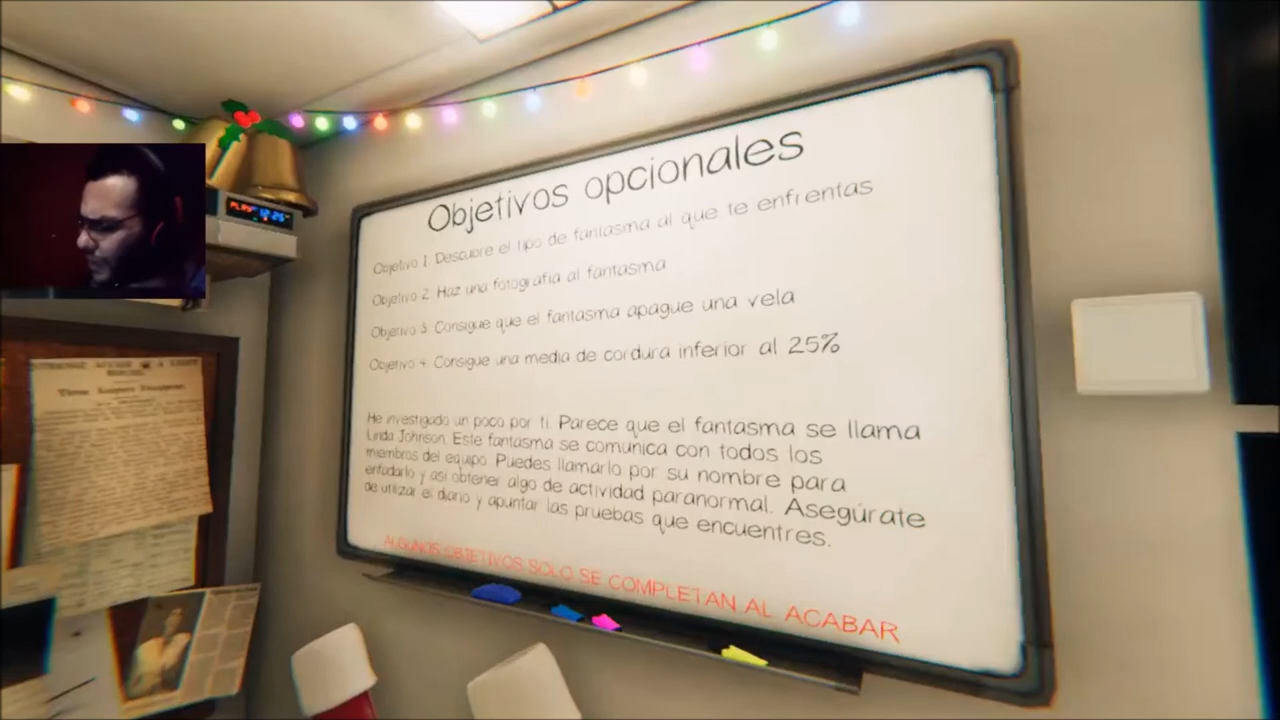 Objetivos opcionales
Objetivo 1. Descubre el tipo de fantasma al que te enfrentas
Objetivo 2. Haz una fotografía al fantasma
Objetivo 3. Consigue que el fantasma apague una vela
Objetivo 4. Consigue una media de cordura inferior al 25%
He investigado un poco por ti. Parece que el fantasma se llama
Linda Johnson. Este fantasma se comunica con todos los
miembros del equipo. Puedes llamarlo por su nombre para
enfadarlo y así obtener algo de actividad paranormal. Asegúrate
de utilizar el diario y apuntar las pruebas que encuentres.
ALGUNOS OBJETIVOS SOLO SE COMPLETAN AL ACABAR
PLAY 12:25